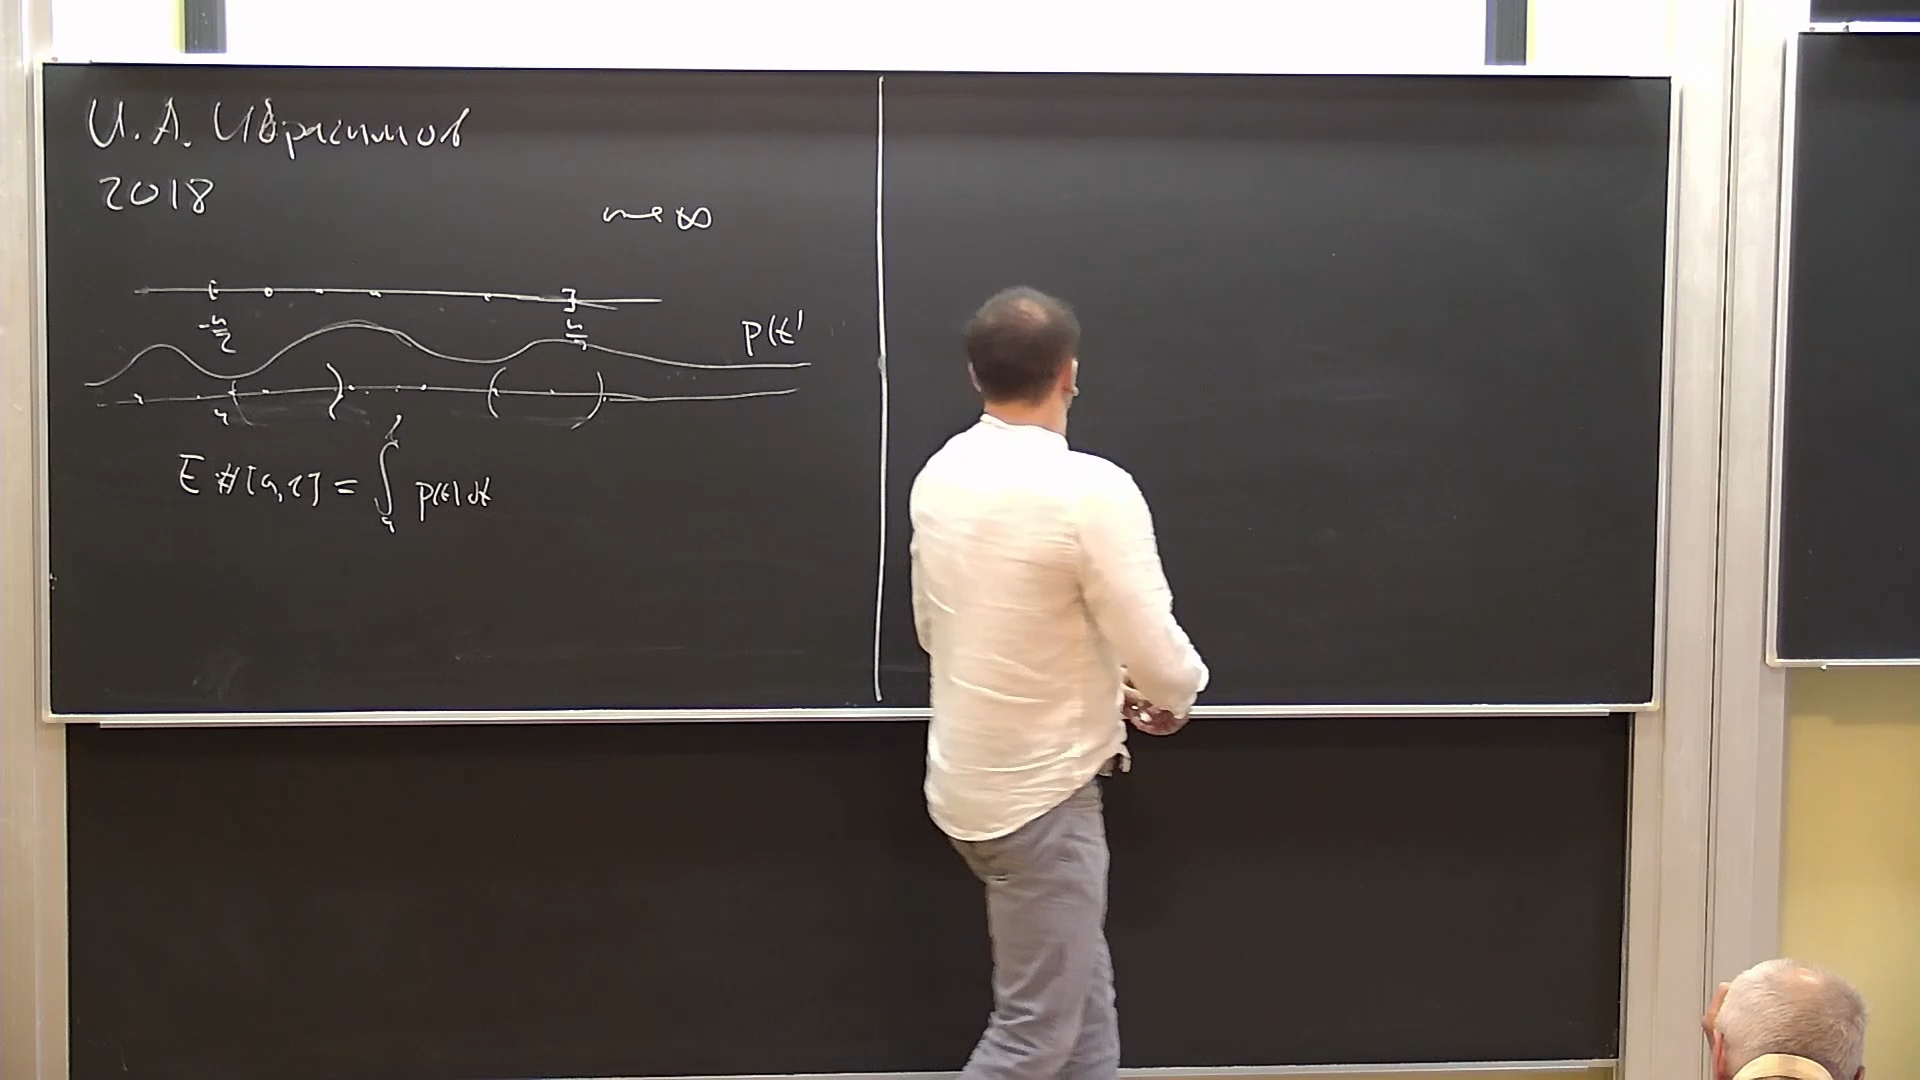 И. А. Ибрагимов
2018
n → ∞
-n/2 n/2
p(t)
E #[a, b] = ∫ p(t) dt